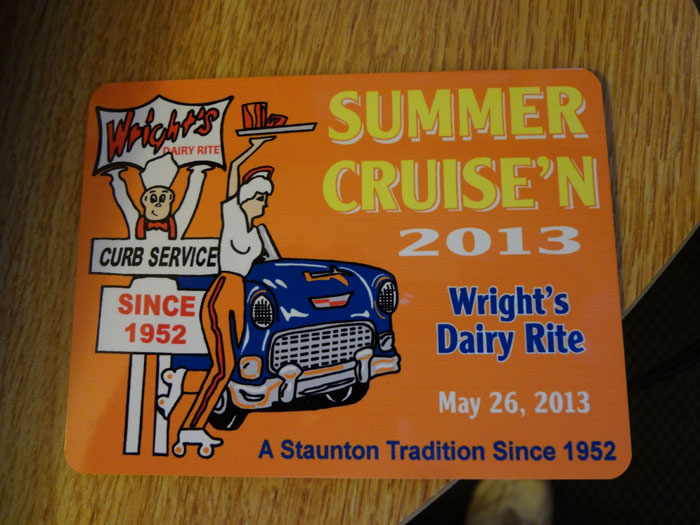 Wright's
DAIRY RITE
CURB SERVICE
SINCE
1952
SUMMER
CRUISE'N
2013
Wright's
Dairy Rite
May 26, 2013
A Staunton Tradition Since 1952